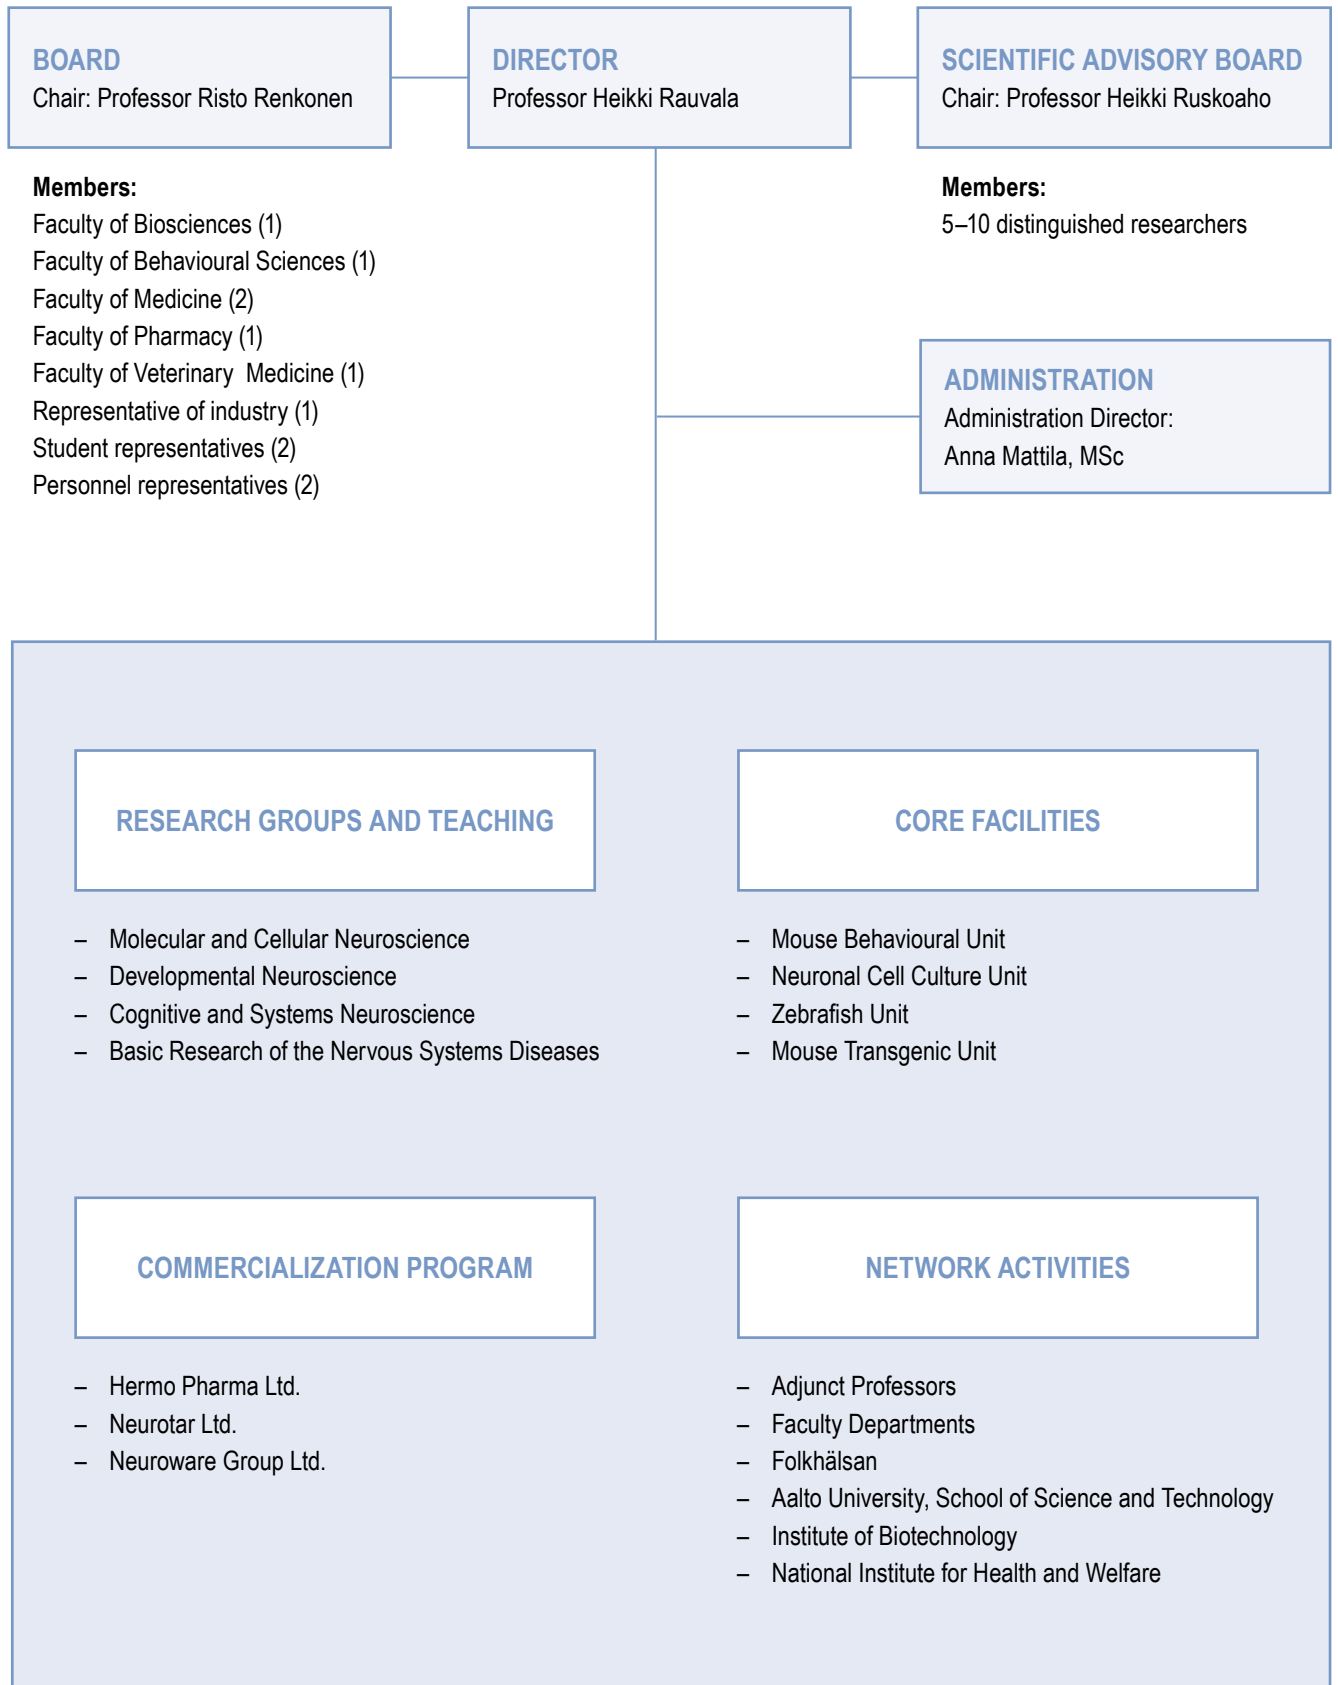 BOARD
Chair: Professor Risto Renkonen
DIRECTOR
Professor Heikki Rauvala
SCIENTIFIC ADVISORY BOARD
Chair: Professor Heikki Ruskoaho
Members:
Faculty of Biosciences (1)
Faculty of Behavioural Sciences (1)
Faculty of Medicine (2)
Faculty of Pharmacy (1)
Faculty of Veterinary  Medicine (1)
Representative of industry (1)
Student representatives (2)
Personnel representatives (2)
Members:
5–10 distinguished researchers
ADMINISTRATION
Administration Director:
Anna Mattila, MSc
RESEARCH GROUPS AND TEACHING
– Molecular and Cellular Neuroscience
– Developmental Neuroscience
– Cognitive and Systems Neuroscience
– Basic Research of the Nervous Systems Diseases
CORE FACILITIES
– Mouse Behavioural Unit
– Neuronal Cell Culture Unit
– Zebrafish Unit
– Mouse Transgenic Unit
COMMERCIALIZATION PROGRAM
– Hermo Pharma Ltd.
– Neurotar Ltd.
– Neuroware Group Ltd.
NETWORK ACTIVITIES
– Adjunct Professors
– Faculty Departments
– Folkhälsan
– Aalto University, School of Science and Technology
– Institute of Biotechnology
– National Institute for Health and Welfare